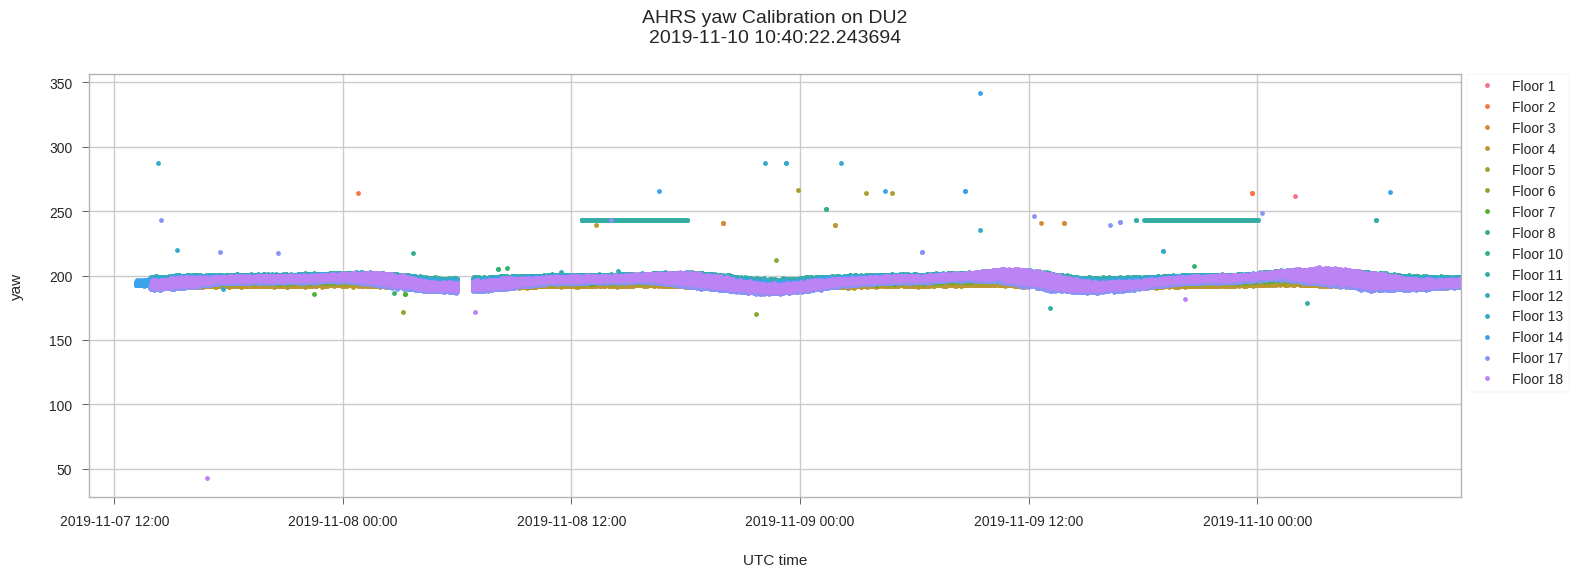 AHRS yaw Calibration on DU2
2019-11-10 10:40:22.243694
350
300
250
200
150
100
50
yaw
2019-11-07 12:00
2019-11-08 00:00
2019-11-08 12:00
2019-11-09 00:00
2019-11-09 12:00
2019-11-10 00:00
UTC time
Floor 1
Floor 2
Floor 3
Floor 4
Floor 5
Floor 6
Floor 7
Floor 8
Floor 10
Floor 11
Floor 12
Floor 13
Floor 14
Floor 17
Floor 18